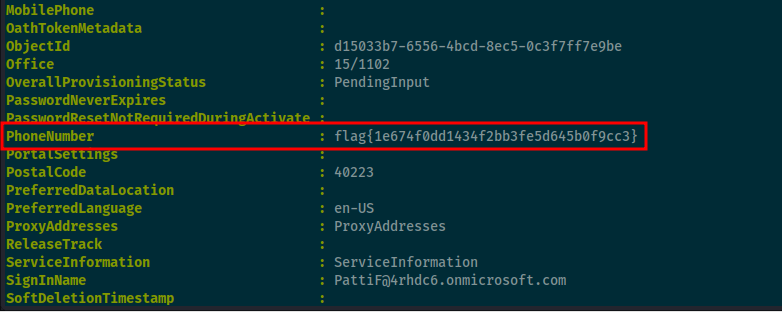 MobilePhone :
OathTokenMetadata :
ObjectId : d15033b7-6556-4bcd-8ec5-0c3f7ff7e9be
Office : 15/1102
OverallProvisioningStatus : PendingInput
PasswordNeverExpires :
PasswordResetNotRequiredDuringActivate :
PhoneNumber : flag{1e674f0dd1434f2bb3fe5d645b0f9cc3}
PortalSettings :
PostalCode : 40223
PreferredDataLocation :
PreferredLanguage : en-US
ProxyAddresses : ProxyAddresses
ReleaseTrack :
ServiceInformation : ServiceInformation
SignInName : PattiF@4rhdc6.onmicrosoft.com
SoftDeletionTimestamp :